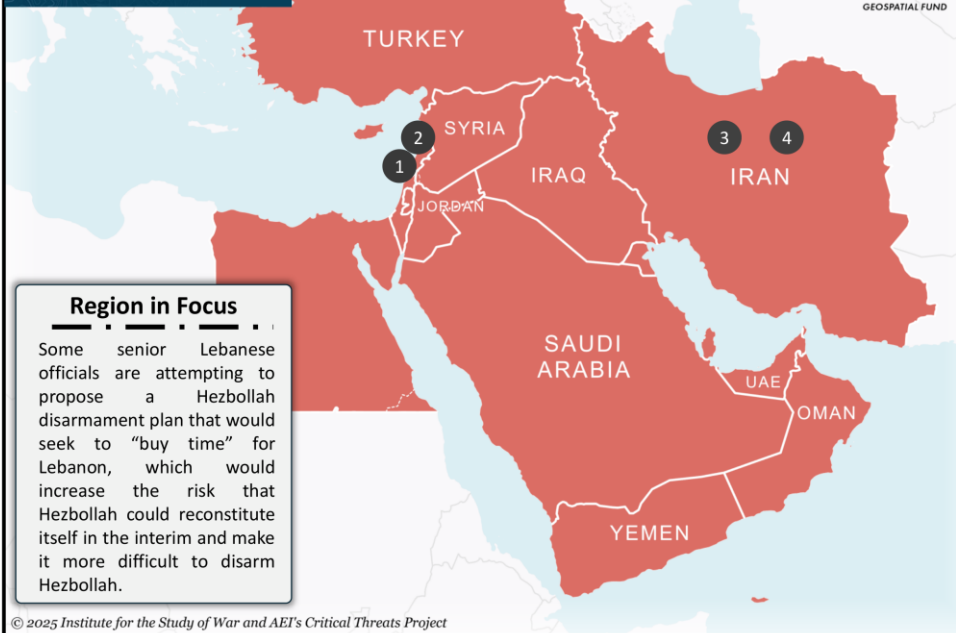 GEOSPATIAL FUND
TURKEY
SYRIA
2
3
4
1
IRAQ
IRAN
JORDAN
Region in Focus
Some senior Lebanese
officials are attempting to
propose a Hezbollah
disarmament plan that would
seek to “buy time” for
Lebanon, which would
increase the risk that
Hezbollah could reconstitute
itself in the interim and make
it more difficult to disarm
Hezbollah.
SAUDI
ARABIA
UAE
OMAN
YEMEN
© 2025 Institute for the Study of War and AEI's Critical Threats Project